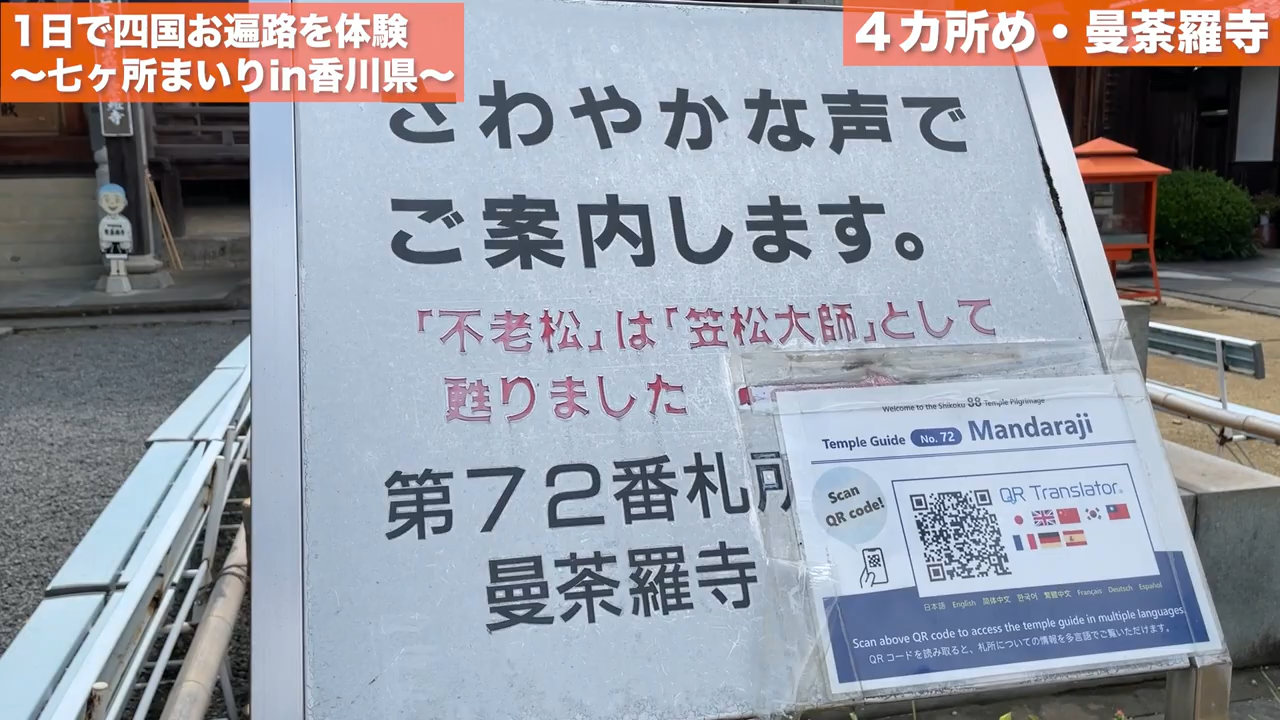 1日で四国お遍路を体験
～七ヶ所まいりin香川県～
４カ所め・曼荼羅寺
さわやかな声で
ご案内します。
「不老松」は「笠松大師」として
甦りました
第７２番札所
曼荼羅寺
Welcome to the Shikoku 88 Temple Pilgrimage
Temple Guide No. 72 Mandaraji
Scan
QR code!
QR Translator
日本語 English 简体中文 한국어 繁體中文 Français Deutsch Español
Scan above QR code to access the temple guide in multiple languages
QRコードを読み取ると、札所についての情報を多言語でご覧いただけます。